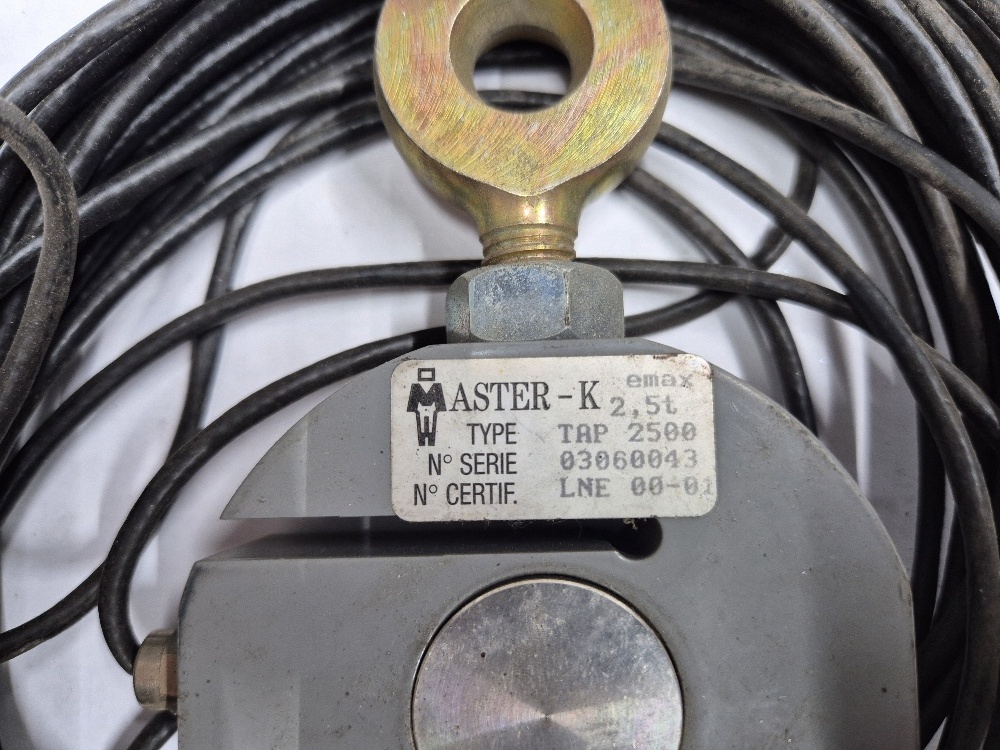 MASTER-K emax
2,5t
TYPE TAP 2500
N° SERIE 03060043
N° CERTIF. LNE 00-01